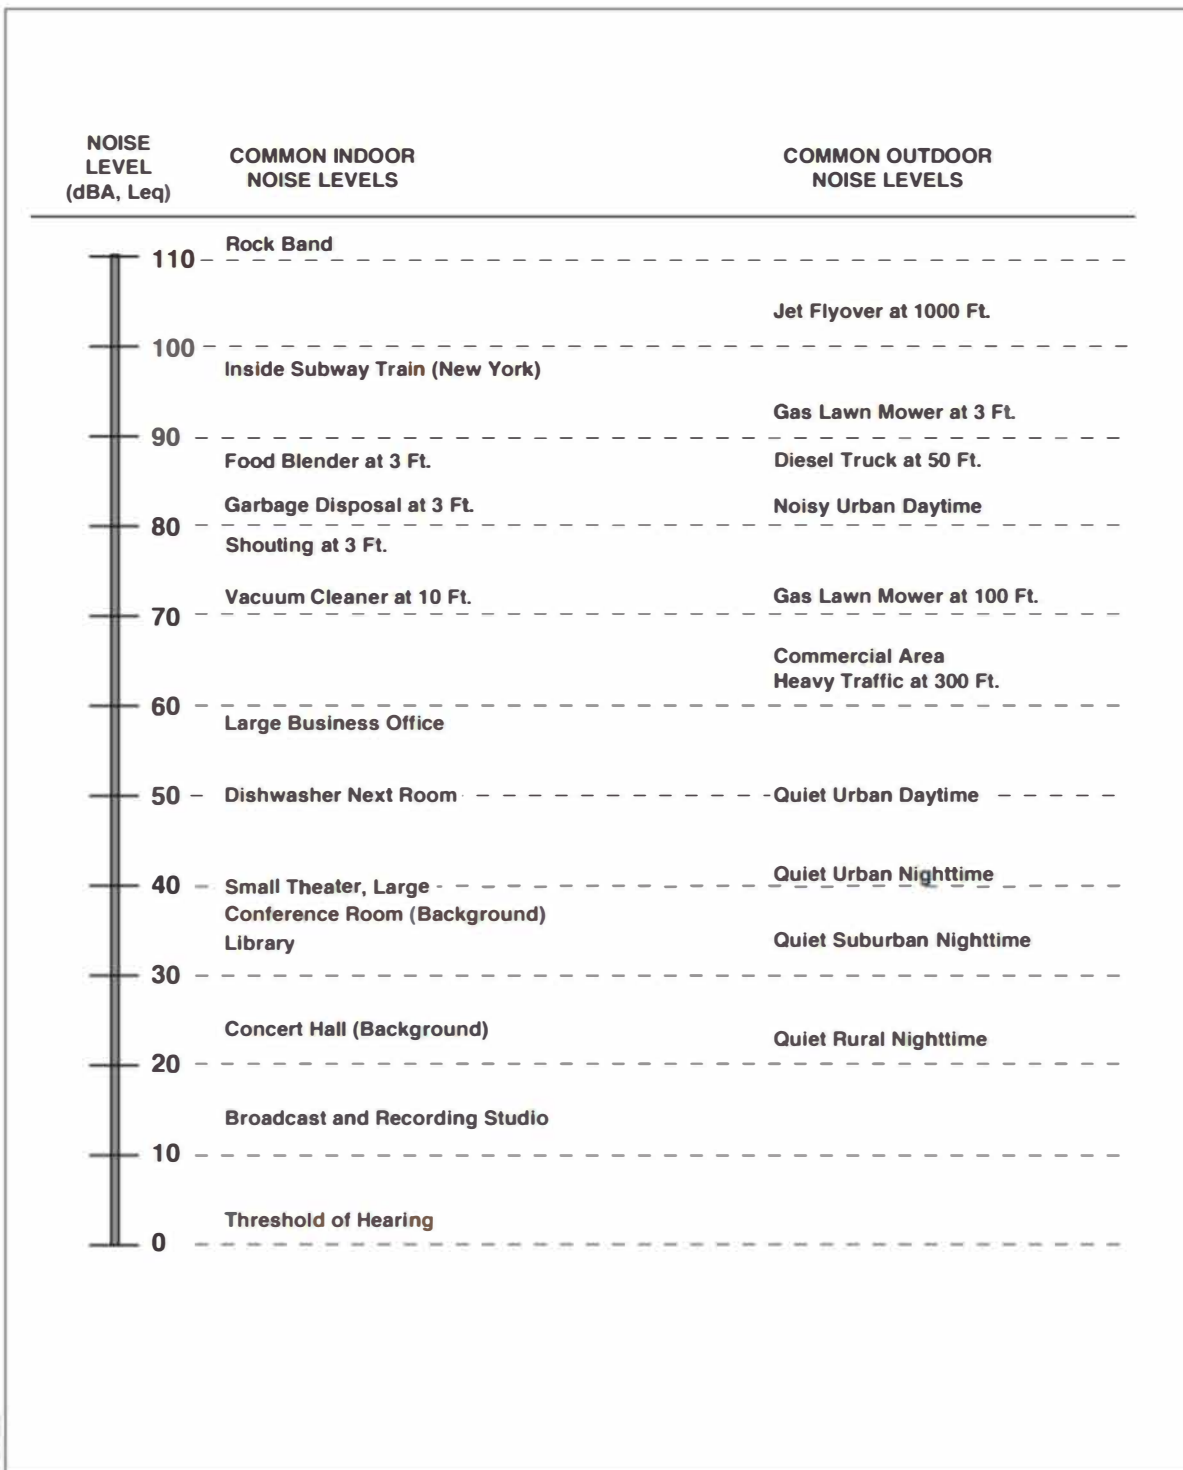 NOISE
LEVEL
(dBA, Leq)
COMMON INDOOR
NOISE LEVELS
COMMON OUTDOOR
NOISE LEVELS
Rock Band
110
Jet Flyover at 1000 Ft.
100
Inside Subway Train (New York)
Gas Lawn Mower at 3 Ft.
90
Food Blender at 3 Ft.
Diesel Truck at 50 Ft.
Garbage Disposal at 3 Ft.
Noisy Urban Daytime
80
Shouting at 3 Ft.
Vacuum Cleaner at 10 Ft.
Gas Lawn Mower at 100 Ft.
70
Commercial Area
Heavy Traffic at 300 Ft.
60
Large Business Office
50
Dishwasher Next Room
Quiet Urban Daytime
Quiet Urban Nighttime
40
Small Theater, Large
Conference Room (Background)
Library
Quiet Suburban Nighttime
30
Concert Hall (Background)
Quiet Rural Nighttime
20
Broadcast and Recording Studio
10
Threshold of Hearing
0